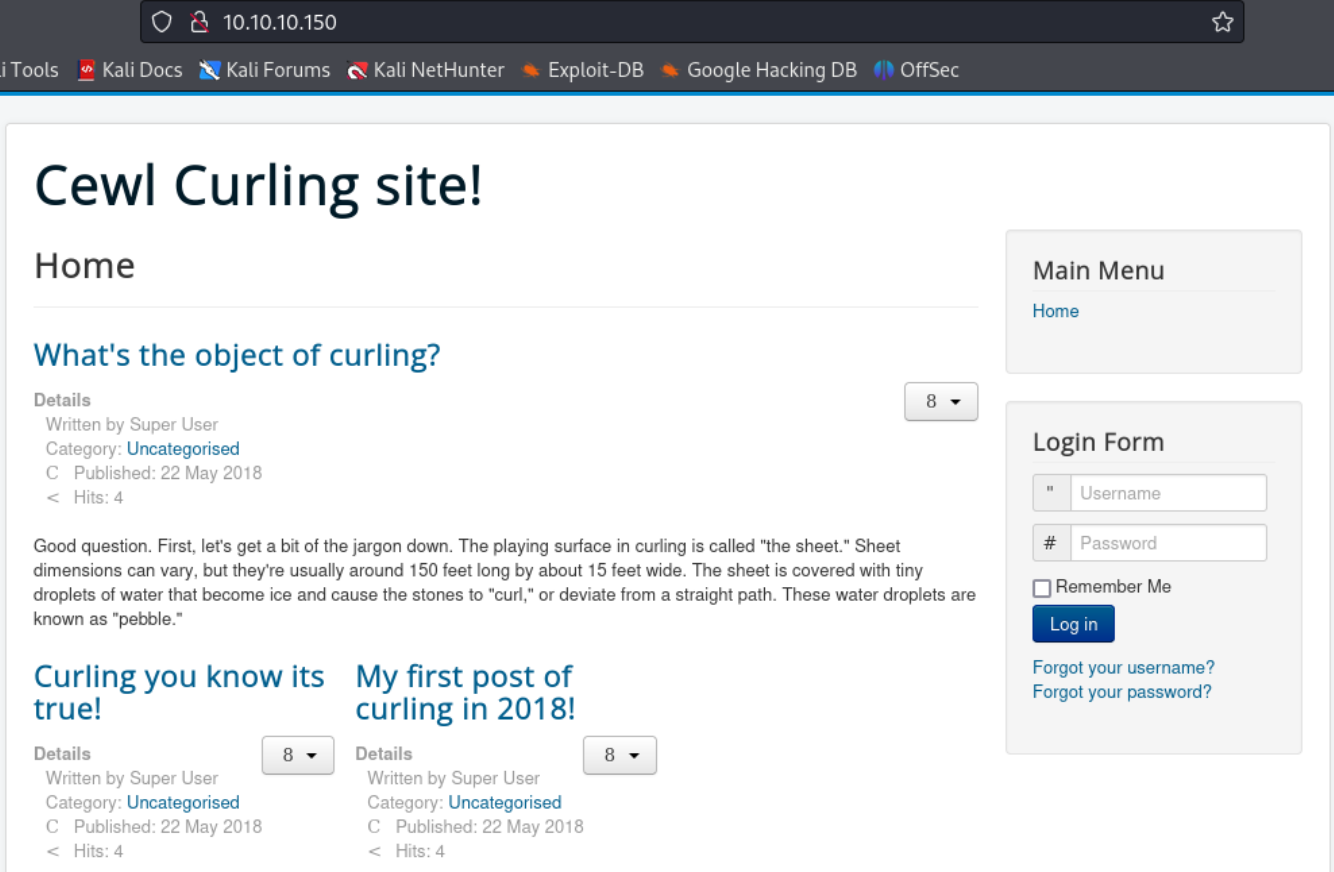 10.10.10.150
i Tools Kali Docs Kali Forums Kali NetHunter Exploit-DB Google Hacking DB OffSec
Cewl Curling site!
Home
What's the object of curling?
Details
8
Written by Super User
Category: Uncategorised
C Published: 22 May 2018
< Hits: 4
Good question. First, let's get a bit of the jargon down. The playing surface in curling is called "the sheet." Sheet
dimensions can vary, but they're usually around 150 feet long by about 15 feet wide. The sheet is covered with tiny
droplets of water that become ice and cause the stones to "curl," or deviate from a straight path. These water droplets are
known as "pebble."
Curling you know its
true!
Details
8
Written by Super User
Category: Uncategorised
C Published: 22 May 2018
< Hits: 4
My first post of
curling in 2018!
Details
8
Written by Super User
Category: Uncategorised
C Published: 22 May 2018
< Hits: 4
Main Menu
Home
Login Form
" Username
# Password
Remember Me
Log in
Forgot your username?
Forgot your password?